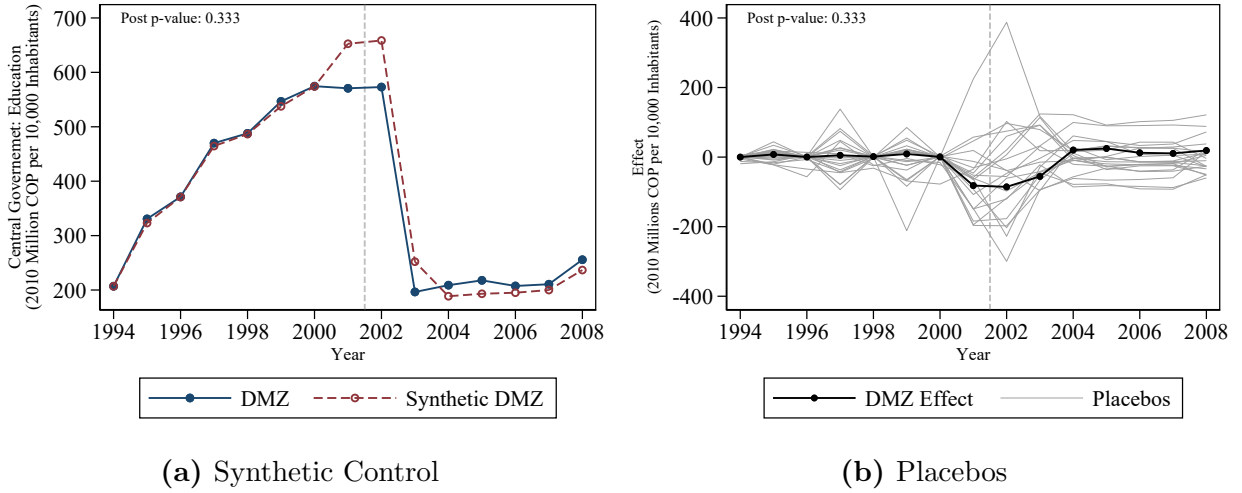 Central Governemet: Education
(2010 Million COP per 10,000 Inhabitants)
Post p-value: 0.333
700
600
500
400
300
200
1994 1996 1998 2000 2002 2004 2006 2008
Year
DMZ Synthetic DMZ
(a) Synthetic Control
Effect
(2010 Millions COP per 10,000 Inhabitants)
Post p-value: 0.333
400
200
0
-200
-400
1994 1996 1998 2000 2002 2004 2006 2008
Year
DMZ Effect Placebos
(b) Placebos